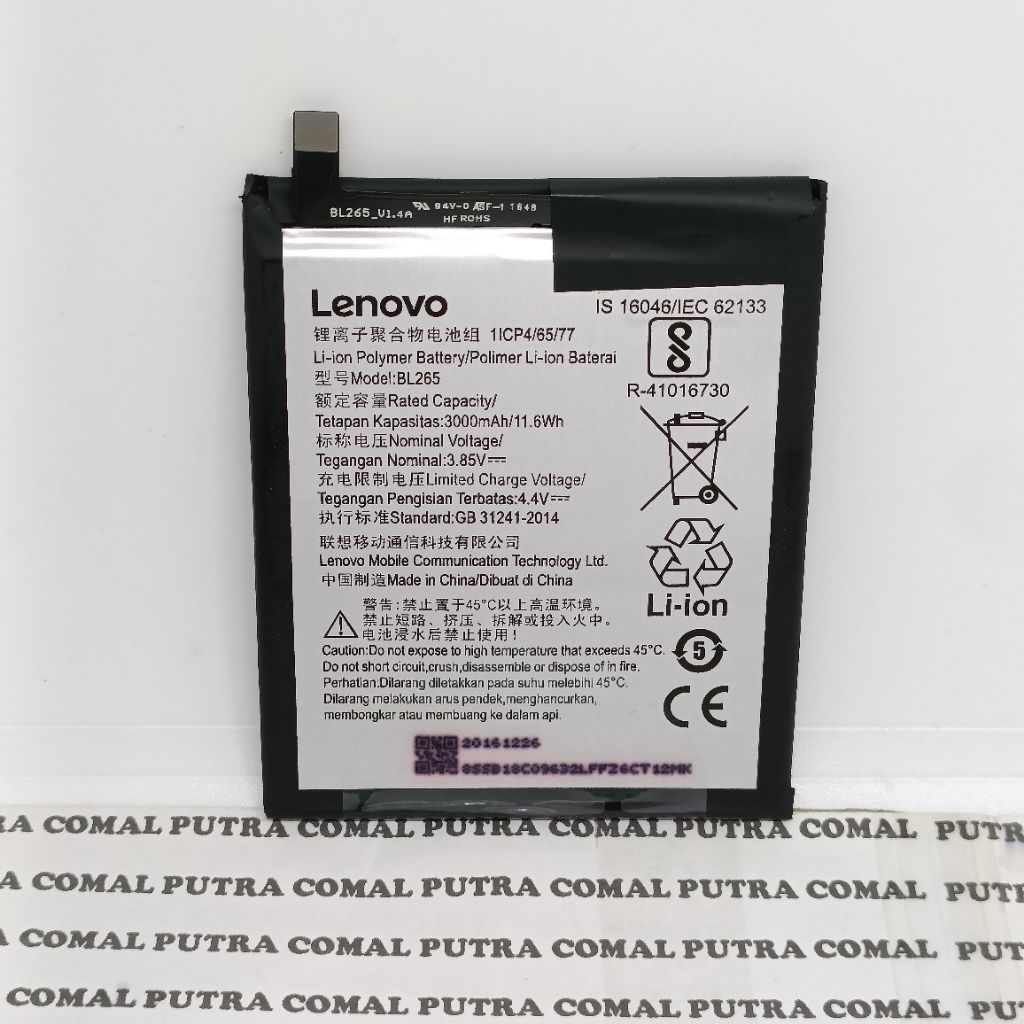 BL265_V1.4A 94V-0 ASF-1 1648
HF ROHS
Lenovo
IS 16046/IEC 62133
锂离子聚合物电池组 1ICP4/65/77
Li-ion Polymer Battery/Polimer Li-ion Baterai
型号Model:BL265
R-41016730
额定容量Rated Capacity/
Tetapan Kapasitas:3000mAh/11.6Wh
标称电压Nominal Voltage/
Tegangan Nominal:3.85V⎓
充电限制电压Limited Charge Voltage/
Tegangan Pengisian Terbatas:4.4V⎓
执行标准Standard:GB 31241-2014
联想移动通信科技有限公司
Lenovo Mobile Communication Technology Ltd.
中国制造Made in China/Dibuat di China
Li-ion
警告:禁止置于45°C以上高温环境。
禁止短路、挤压、拆解或投入火中。
电池浸水后禁止使用！
Caution:Do not expose to high temperature that exceeds 45°C.
5
Do not short circuit,crush,disassemble or dispose of in fire.
Perhatian:Dilarang diletakkan pada suhu melebihi 45°C.
Dilarang melakukan arus pendek,menghancurkan,
membongkar atau membuang ke dalam api.
CE
20161226
8SSB18C09632LFFZ6CT12MK
RA COMAL PUTRA COMAL PUTRA COMAL PUTRA COMAL PUTRA COMAL PUTR
A COMAL PUTRA COMAL PUTRA COMAL PUTRA COMAL PUTR
COMAL PUTRA COMAL PUTRA COMAL PUTRA COMAL PUT
COMAL PUTRA COMAL PUTRA COMAL PUTRA COMAL PU